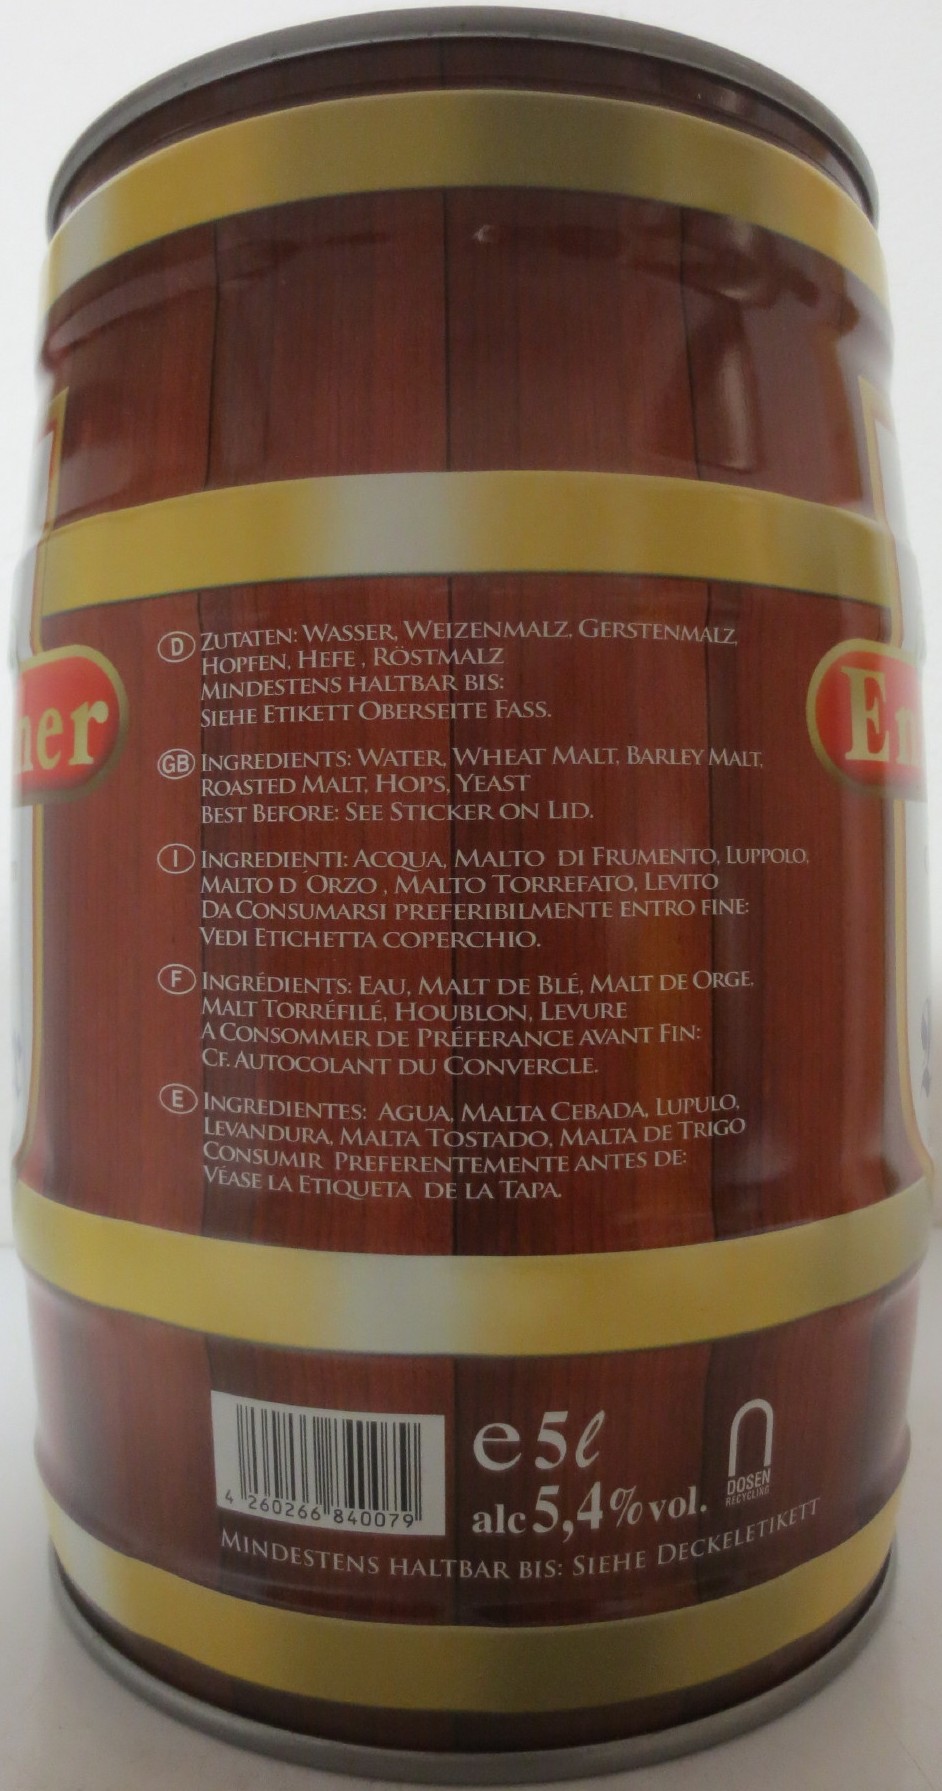 D ZUTATEN: WASSER, WEIZENMALZ, GERSTENMALZ,
HOPFEN, HEFE , RÖSTMALZ
MINDESTENS HALTBAR BIS:
SIEHE ETIKETT OBERSEITE FASS.
GB INGREDIENTS: WATER, WHEAT MALT, BARLEY MALT,
ROASTED MALT, HOPS, YEAST
BEST BEFORE: SEE STICKER ON LID.
I INGREDIENTI: ACQUA, MALTO DI FRUMENTO, LUPPOLO,
MALTO D´ORZO , MALTO TORREFATO, LEVITO
DA CONSUMARSI PREFERIBILMENTE ENTRO FINE:
VEDI ETICHETTA COPERCHIO.
F INGRÉDIENTS: EAU, MALT DE BLÉ, MALT DE ORGE,
MALT TORRÉFILÉ, HOUBLON, LEVURE
A CONSOMMER DE PRÉFERANCE AVANT FIN:
CF. AUTOCOLANT DU CONVERCLE.
E INGREDIENTES: AGUA, MALTA CEBADA, LUPULO,
LEVANDURA, MALTA TOSTADO, MALTA DE TRIGO
CONSUMIR PREFERENTEMENTE ANTES DE:
VÉASE LA ETIQUETA DE LA TAPA.
e 5ℓ
alc 5,4% vol.
DOSEN
RECYCLING
4 260266 840079
MINDESTENS HALTBAR BIS: SIEHE DECKELETIKETT